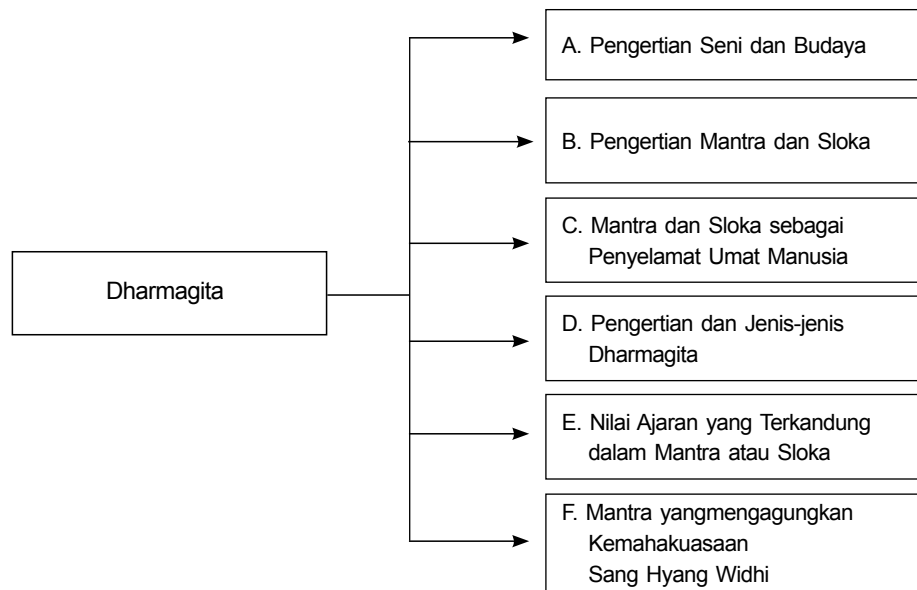 Dharmagita
A. Pengertian Seni dan Budaya
B. Pengertian Mantra dan Sloka
C. Mantra dan Sloka sebagai
Penyelamat Umat Manusia
D. Pengertian dan Jenis-jenis
Dharmagita
E. Nilai Ajaran yang Terkandung
dalam Mantra atau Sloka
F. Mantra yangmengagungkan
Kemahakuasaan
Sang Hyang Widhi